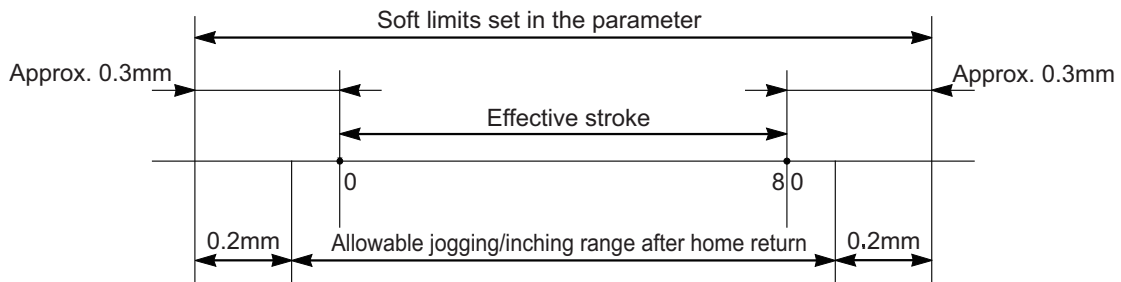 Soft limits set in the parameter
Approx. 0.3mm
Approx. 0.3mm
Effective stroke
0
80
0.2mm
Allowable jogging/inching range after home return
0.2mm